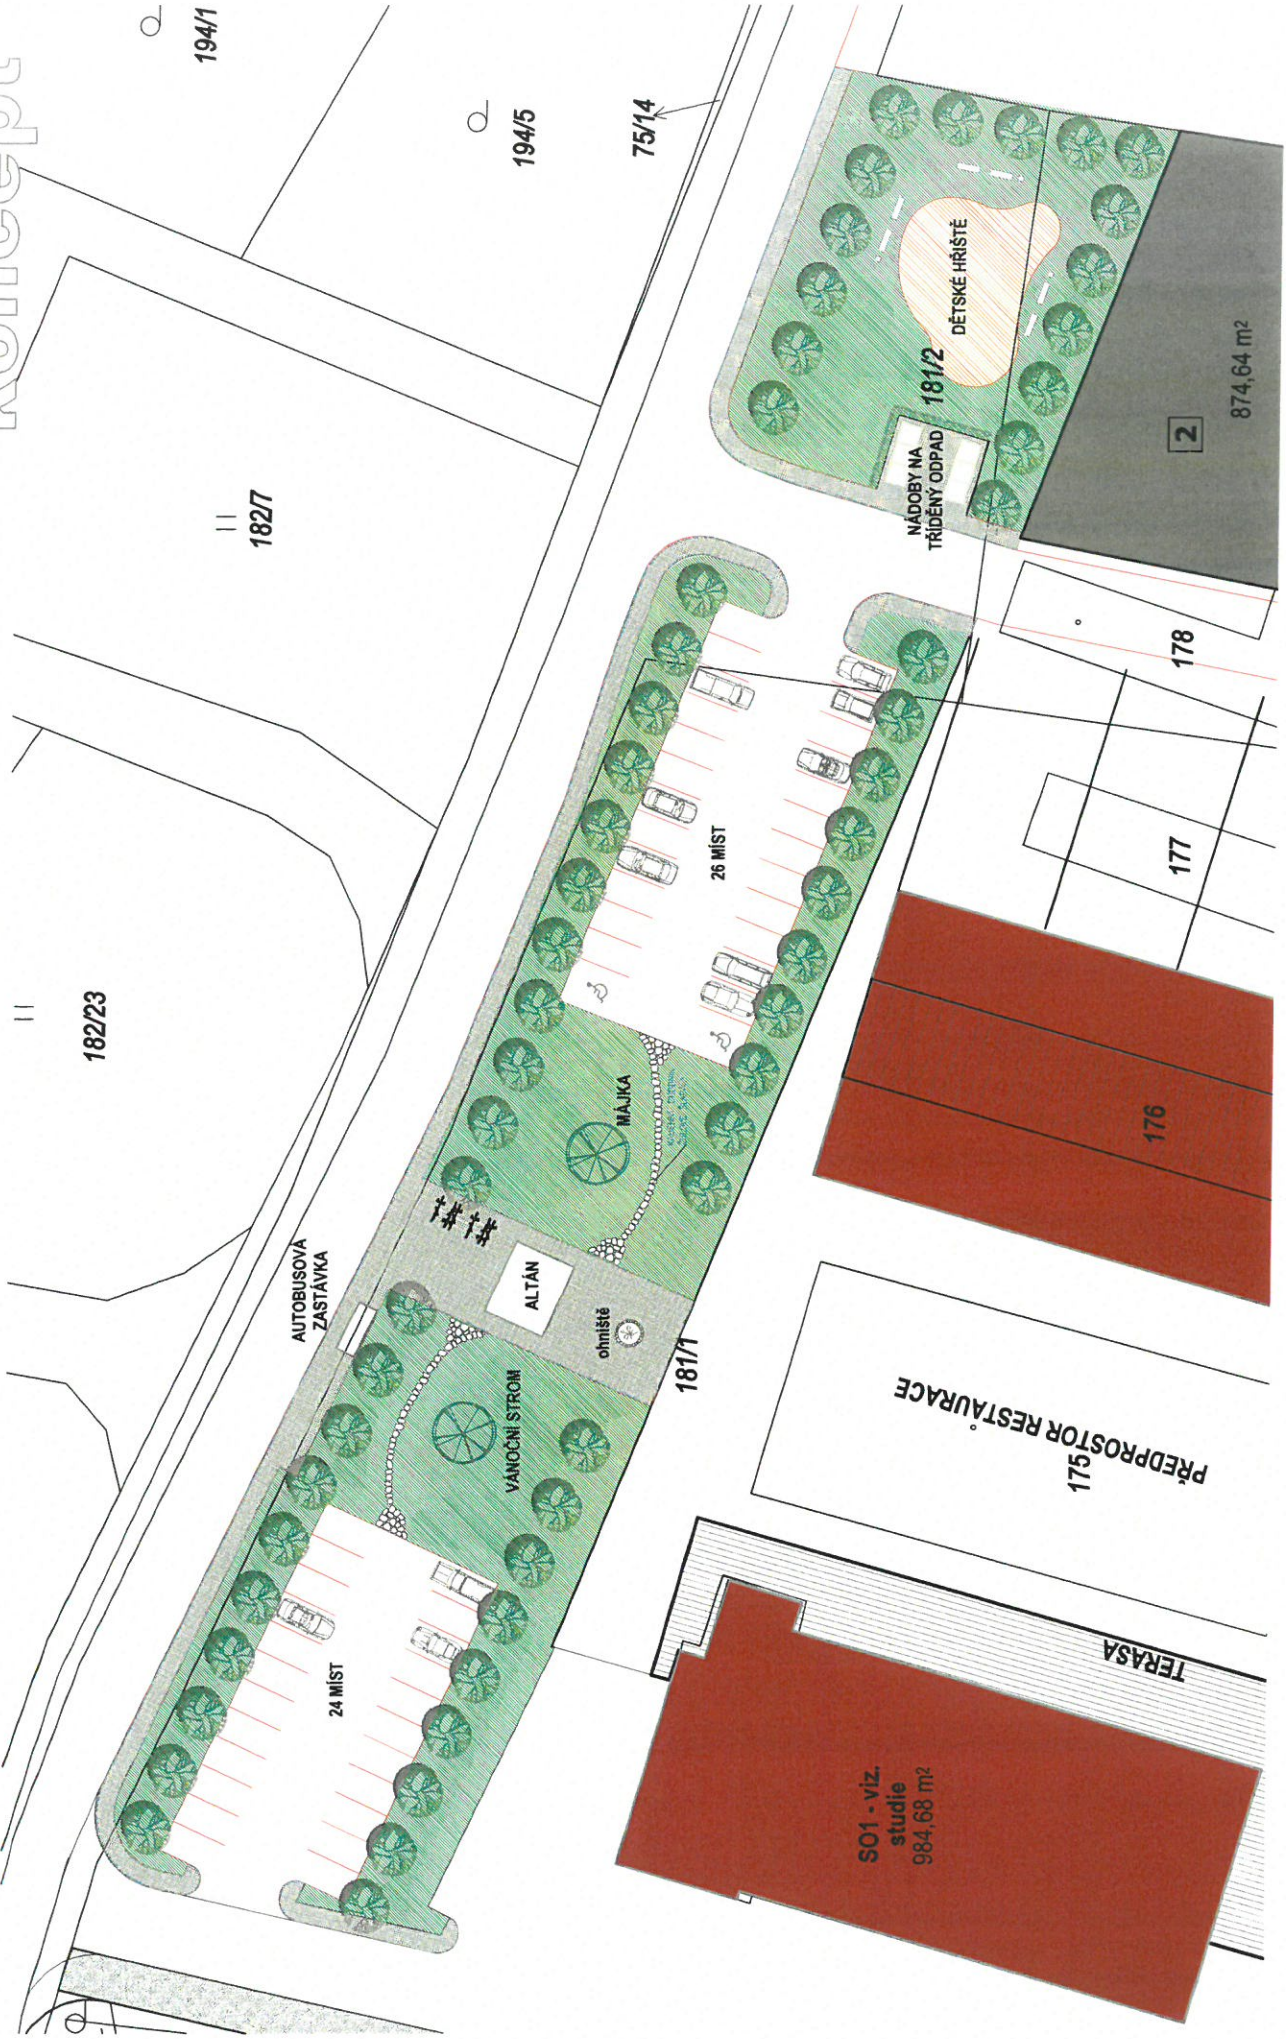 koncept
194/1
194/5
75/14
182/7
182/23
AUTOBUSOVÁ
ZASTÁVKA
DĚTSKÉ HŘIŠTĚ
181/2
NÁDOBY NA
TŘÍDĚNÝ ODPAD
2
874,64 m²
26 MÍST
MÁJKA
ALTÁN
ohniště
VÁNOČNÍ STROM
24 MÍST
181/1
178
177
176
PŘEDPROSTOR RESTAURACE
175
TERASA
SO1 - viz.
studie
984,68 m²